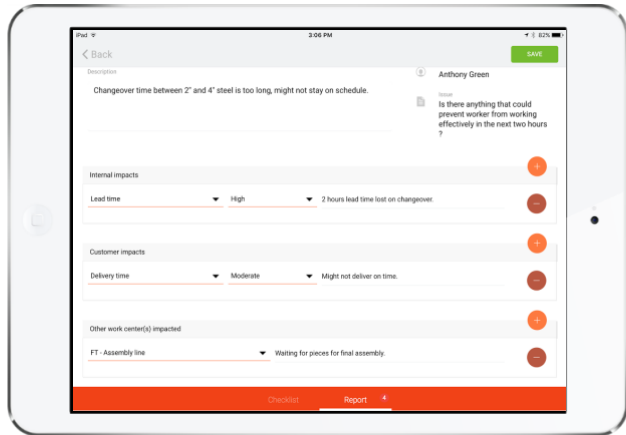 iPad 3:06 PM 82%
Back SAVE
Description
Anthony Green
Changeover time between 2" and 4" steel is too long, might not stay on schedule.
Issue
Is there anything that could
prevent worker from working
effectively in the next two hours
?
Internal impacts
Lead time High 2 hours lead time lost on changeover.
Customer impacts
Delivery time Moderate Might not deliver on time.
Other work center(s) impacted
FT - Assembly line Waiting for pieces for final assembly.
Checklist Report 4